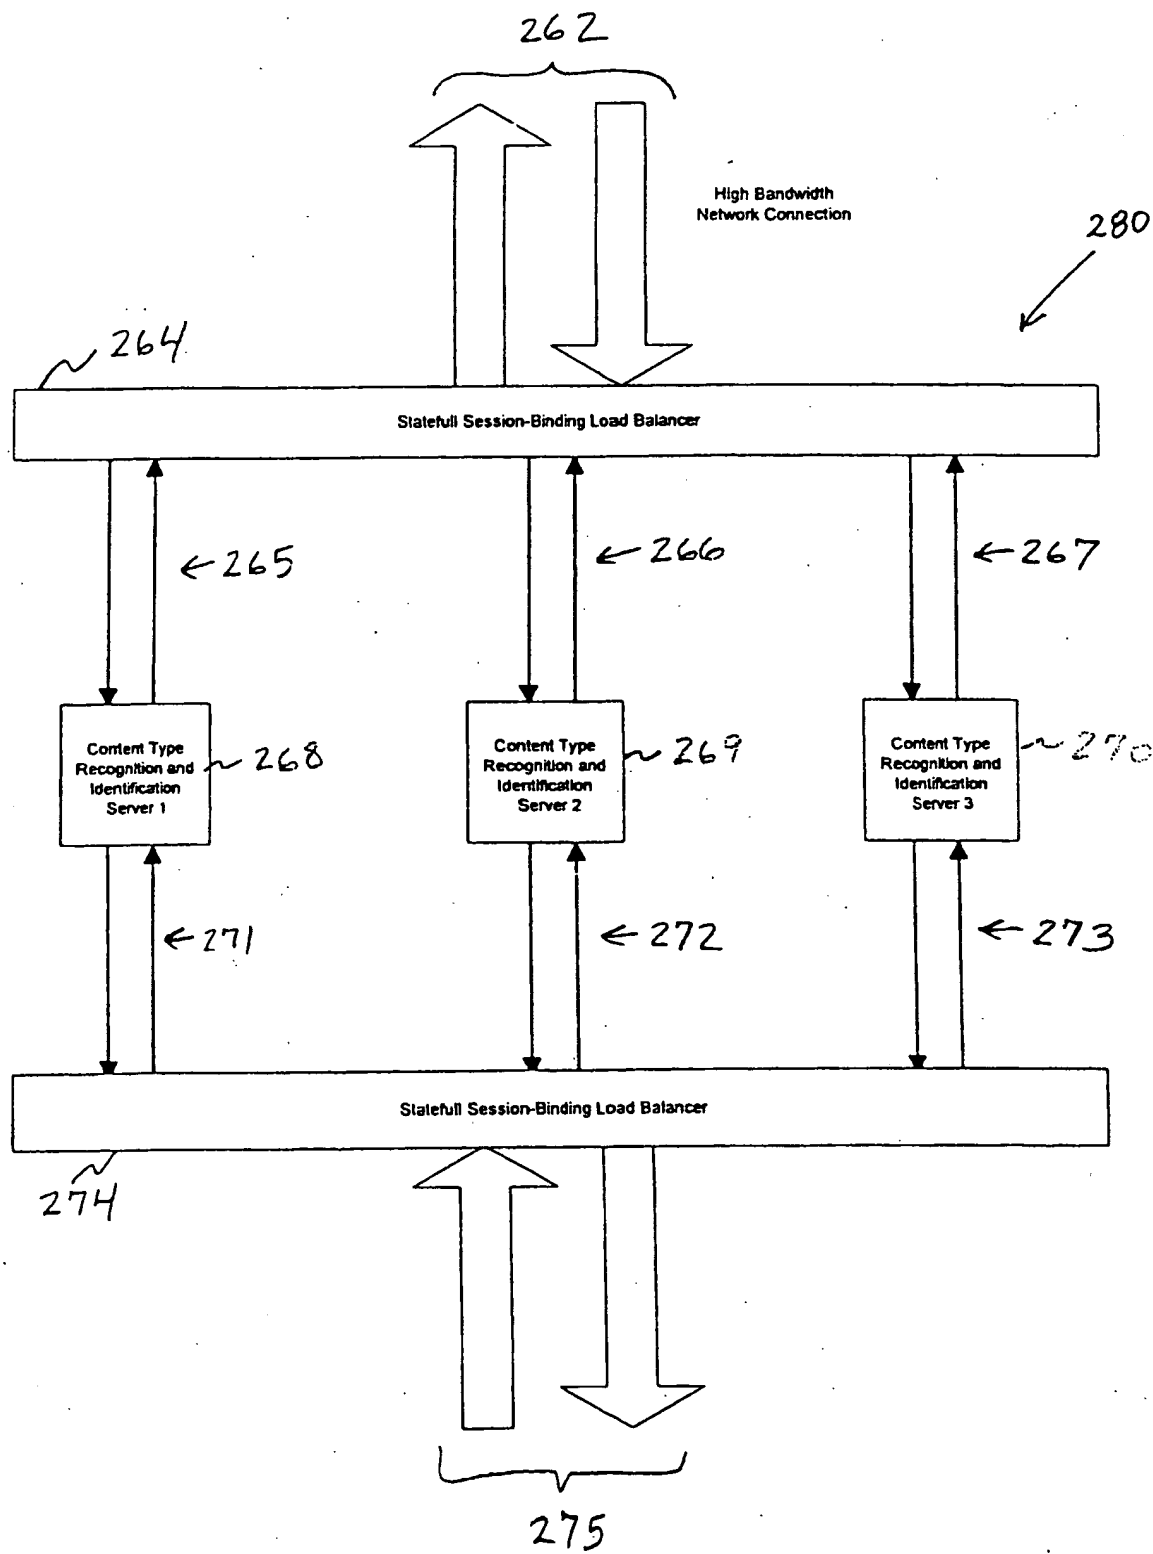 262
High Bandwidth
Network Connection
280
264
Statefull Session-Binding Load Balancer
265
266
267
Content Type
Recognition and
Identification
Server 1
268
Content Type
Recognition and
Identification
Server 2
269
Content Type
Recognition and
Identification
Server 3
270
271
272
273
Statefull Session-Binding Load Balancer
274
275